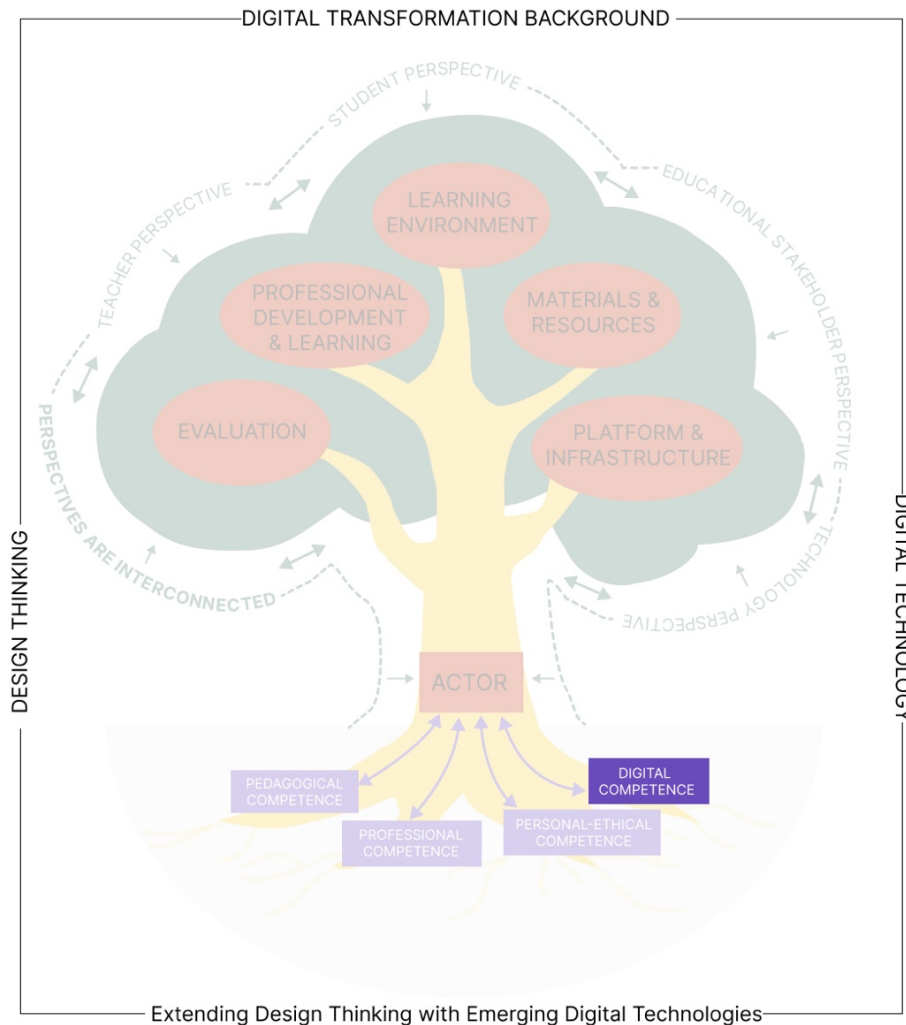 DIGITAL TRANSFORMATION BACKGROUND
STUDENT PERSPECTIVE
TEACHER PERSPECTIVE
EDUCATIONAL STAKEHOLDER PERSPECTIVE
LEARNING
ENVIRONMENT
PROFESSIONAL
DEVELOPMENT
& LEARNING
MATERIALS &
RESOURCES
EVALUATION
PLATFORM &
INFRASTRUCTURE
PERSPECTIVES ARE INTERCONNECTED
TECHNOLOGY PERSPECTIVE
DESIGN THINKING
DIGITAL TECHNOLOGY
ACTOR
PEDAGOGICAL
COMPETENCE
PROFESSIONAL
COMPETENCE
PERSONAL-ETHICAL
COMPETENCE
DIGITAL
COMPETENCE
Extending Design Thinking with Emerging Digital Technologies